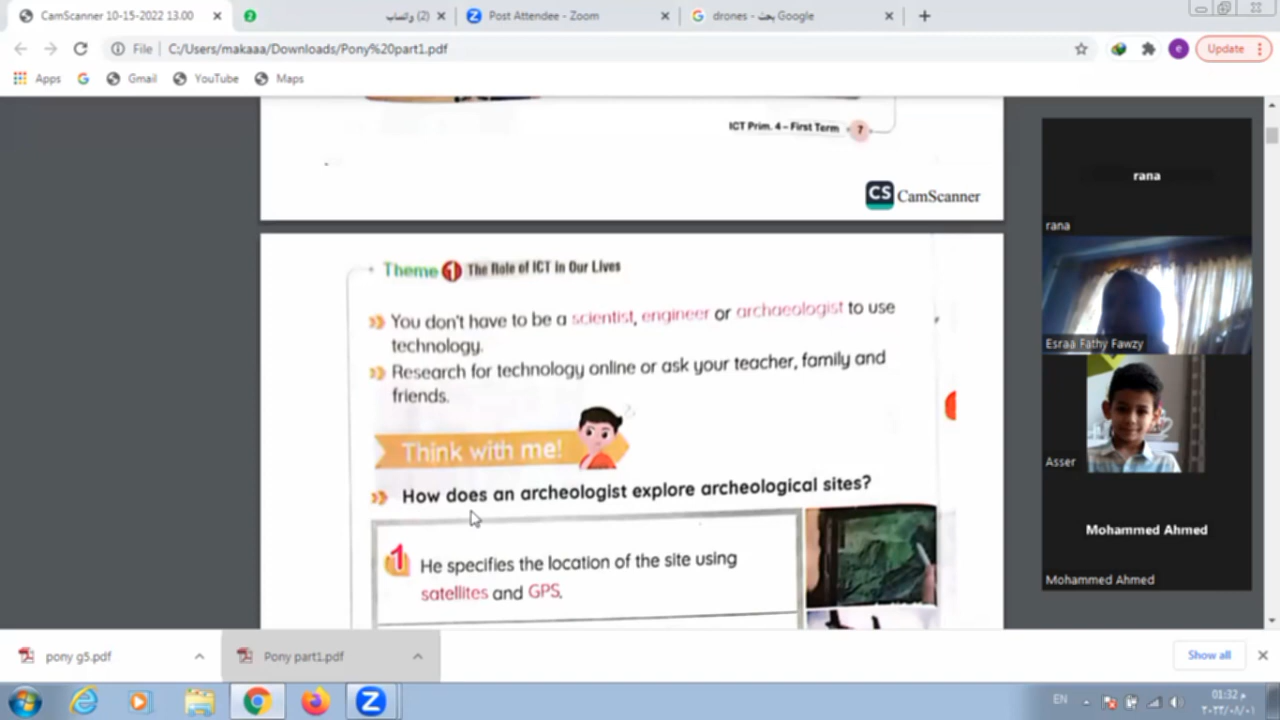 CamScanner 10-15-2022 13.00
(2) واتساب
Post Attendee - Zoom
drones - بحث Google
File
C:/Users/makaaa/Downloads/Pony%20part1.pdf
e
Update
Apps
Gmail
YouTube
Maps
ICT Prim. 4 – First Term 7
CS CamScanner
Theme 1 The Role of ICT in Our Lives
You don't have to be a scientist, engineer or archaeologist to use
technology.
Research for technology online or ask your teacher, family and
friends.
Think with me!
How does an archeologist explore archeological sites?
1
He specifies the location of the site using
satellites and GPS.
rana
rana
Esraa Fathy Fawzy
Asser
Mohammed Ahmed
Mohammed Ahmed
pony g5.pdf
Pony part1.pdf
Show all
EN
01:32 م
٢٠٢٣/٠٨/٠١